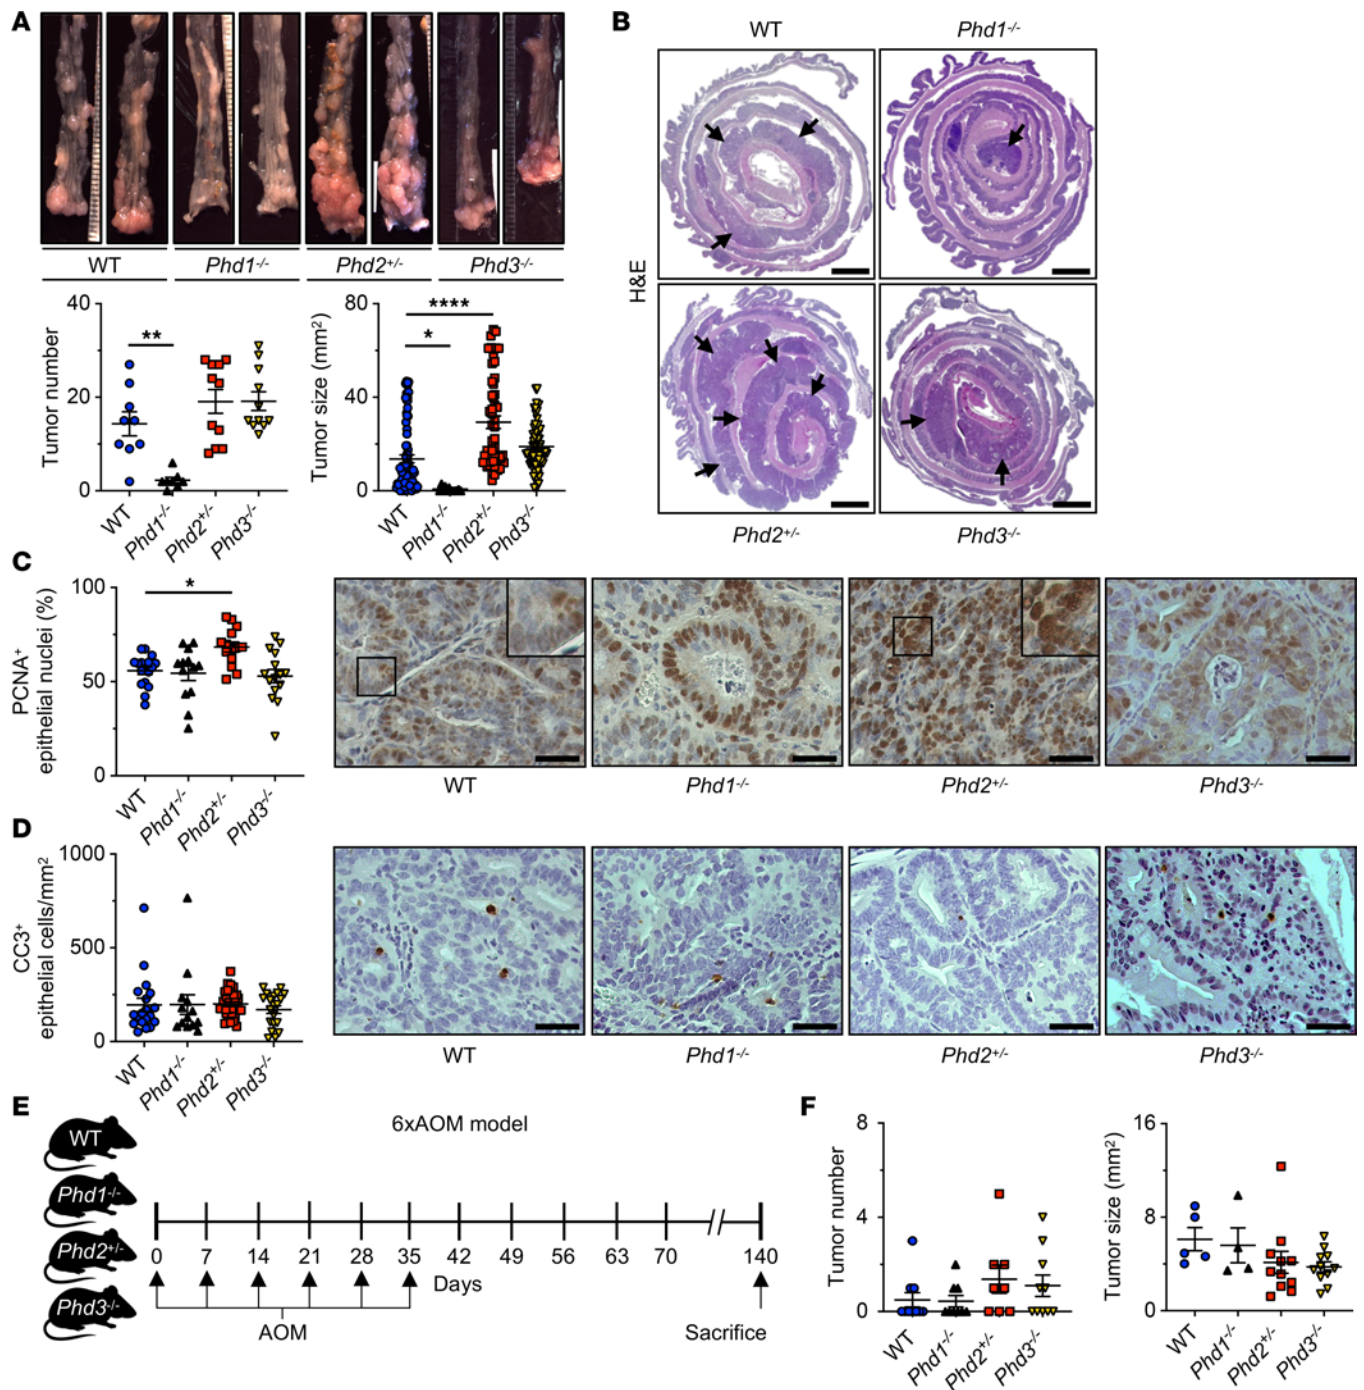 A
WT
Phd1-/-
Phd2+/-
Phd3-/-
Tumor number
40
20
0
**
WT
Phd1-/-
Phd2+/-
Phd3-/-
Tumor size (mm2)
80
40
0
****
*
WT
Phd1-/-
Phd2+/-
Phd3-/-
B
WT
Phd1-/-
H&E
Phd2+/-
Phd3-/-
C
PCNA+
epithelial nuclei (%)
100
50
0
*
WT
Phd1-/-
Phd2+/-
Phd3-/-
WT
Phd1-/-
Phd2+/-
Phd3-/-
D
CC3+
epithelial cells/mm2
1000
500
0
WT
Phd1-/-
Phd2+/-
Phd3-/-
WT
Phd1-/-
Phd2+/-
Phd3-/-
E
6xAOM model
WT
Phd1-/-
Phd2+/-
Phd3-/-
0 7 14 21 28 35 42 49 56 63 70 140
Days
AOM
Sacrifice
F
Tumor number
8
4
0
WT
Phd1-/-
Phd2+/-
Phd3-/-
Tumor size (mm2)
16
8
0
WT
Phd1-/-
Phd2+/-
Phd3-/-